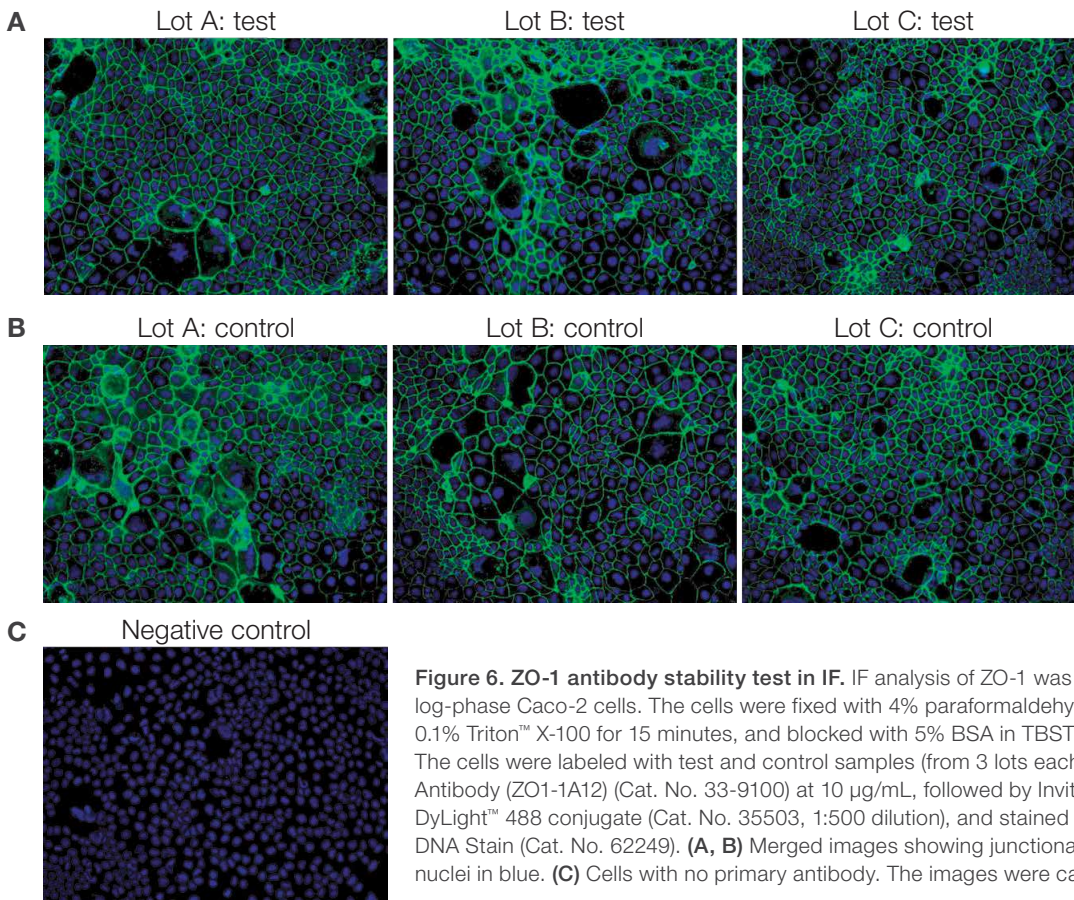 A
Lot A: test
Lot B: test
Lot C: test
B
Lot A: control
Lot B: control
Lot C: control
C
Negative control
Figure 6. ZO-1 antibody stability test in IF. IF analysis of ZO-1 was
log-phase Caco-2 cells. The cells were fixed with 4% paraformaldehy
0.1% Triton™ X-100 for 15 minutes, and blocked with 5% BSA in TBST
The cells were labeled with test and control samples (from 3 lots each
Antibody (ZO1-1A12) (Cat. No. 33-9100) at 10 µg/mL, followed by Invit
DyLight™ 488 conjugate (Cat. No. 35503, 1:500 dilution), and stained
DNA Stain (Cat. No. 62249). (A, B) Merged images showing junctiona
nuclei in blue. (C) Cells with no primary antibody. The images were ca